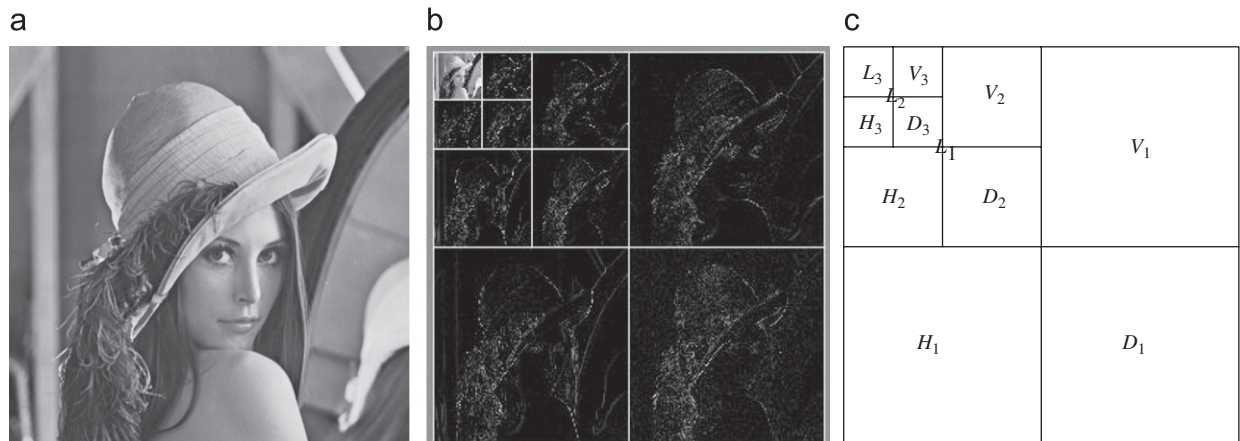 a
b
c
L₃ V₃ V₂
L₂
H₃ D₃
L₁ V₁
H₂ D₂
H₁ D₁